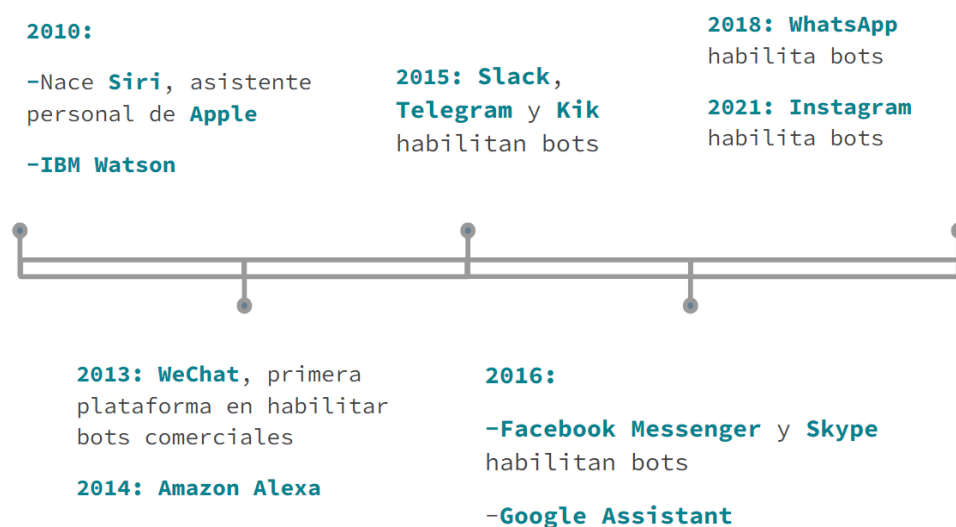 2010:
-Nace Siri, asistente
personal de Apple
-IBM Watson
2013: WeChat, primera
plataforma en habilitar
bots comerciales
2014: Amazon Alexa
2015: Slack,
Telegram y Kik
habilitan bots
2016:
-Facebook Messenger y Skype
habilitan bots
-Google Assistant
2018: WhatsApp
habilita bots
2021: Instagram
habilita bots